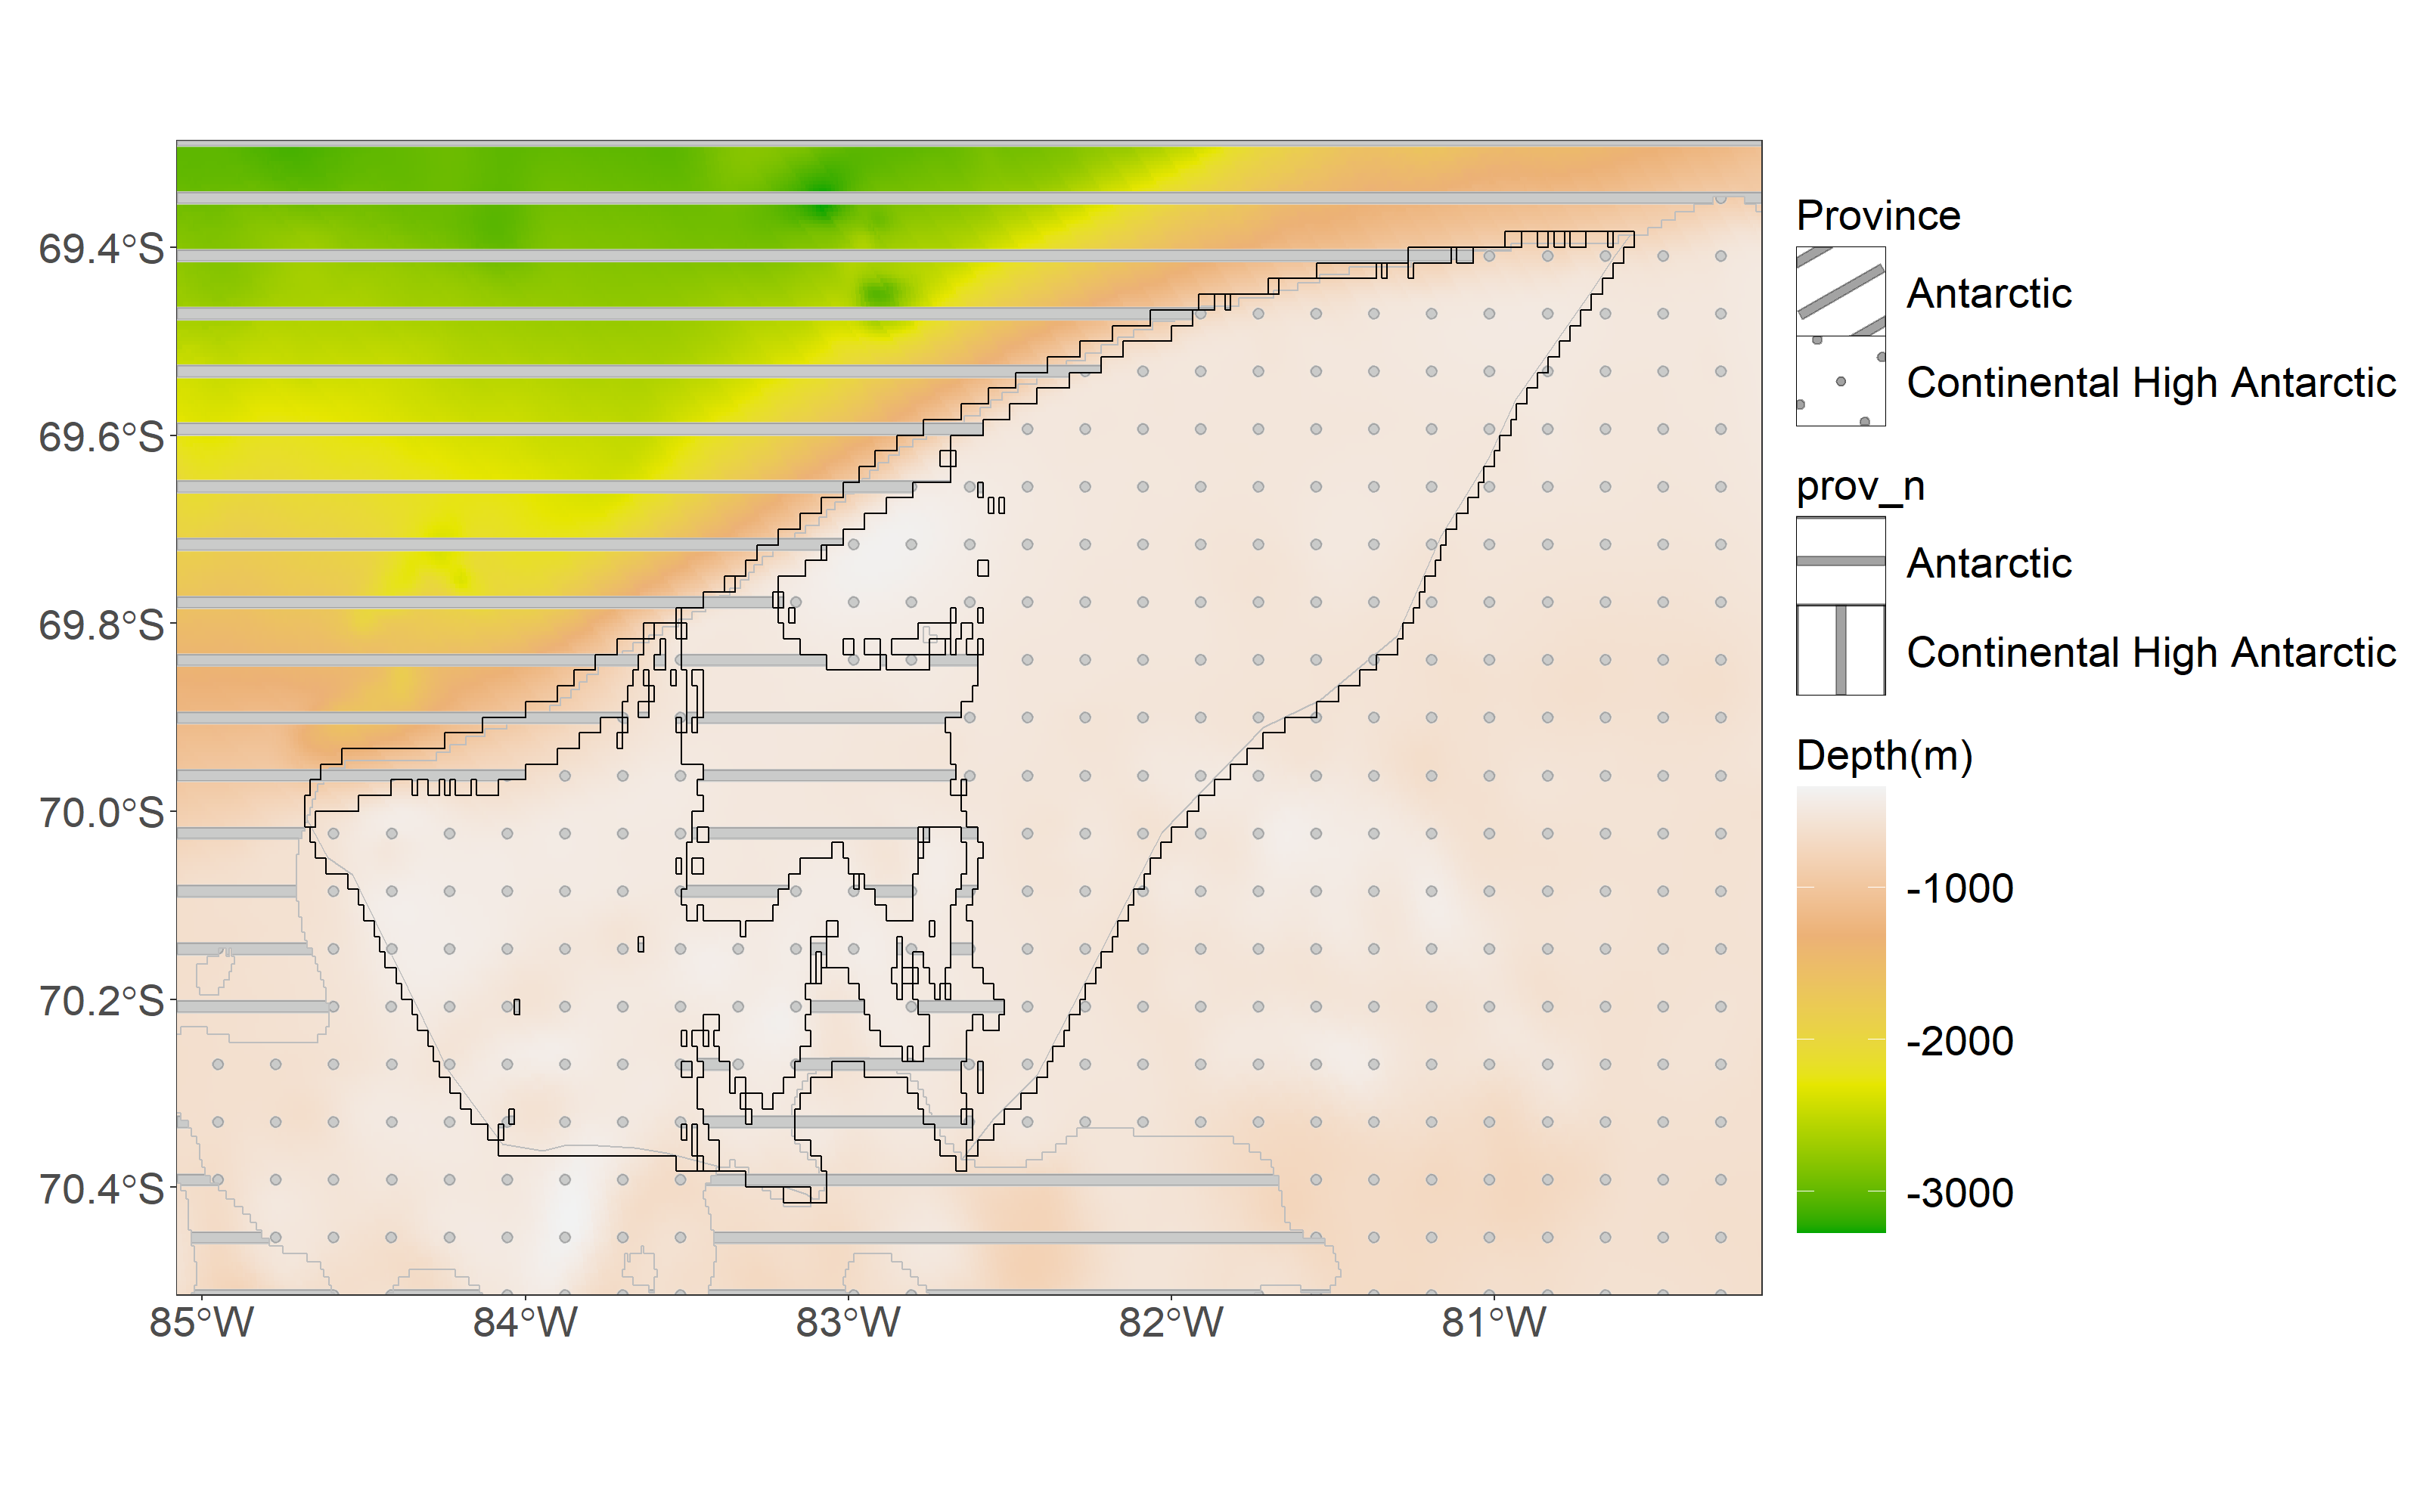 69.4°S
69.6°S
69.8°S
70.0°S
70.2°S
70.4°S
85°W
84°W
83°W
82°W
81°W
Province
Antarctic
Continental High Antarctic
prov_n
Antarctic
Continental High Antarctic
Depth(m)
-1000
-2000
-3000